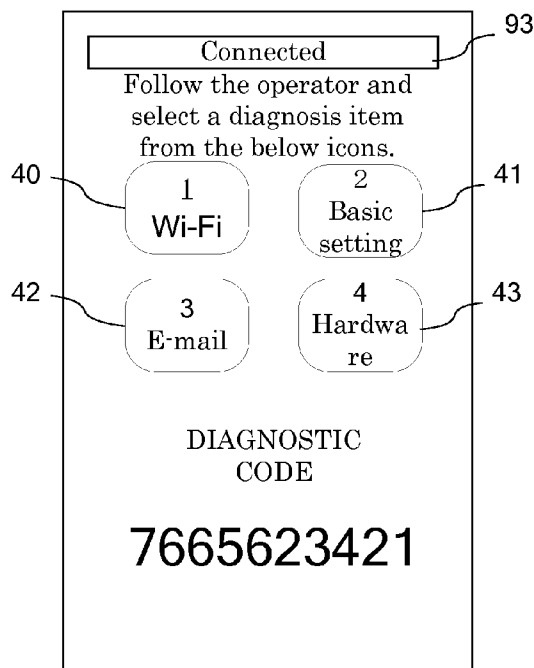 93
Connected
Follow the operator and
select a diagnosis item
from the below icons.
40
1
Wi-Fi
2
Basic
setting
41
42
3
E-mail
4
Hardwa
re
43
DIAGNOSTIC
CODE
7665623421